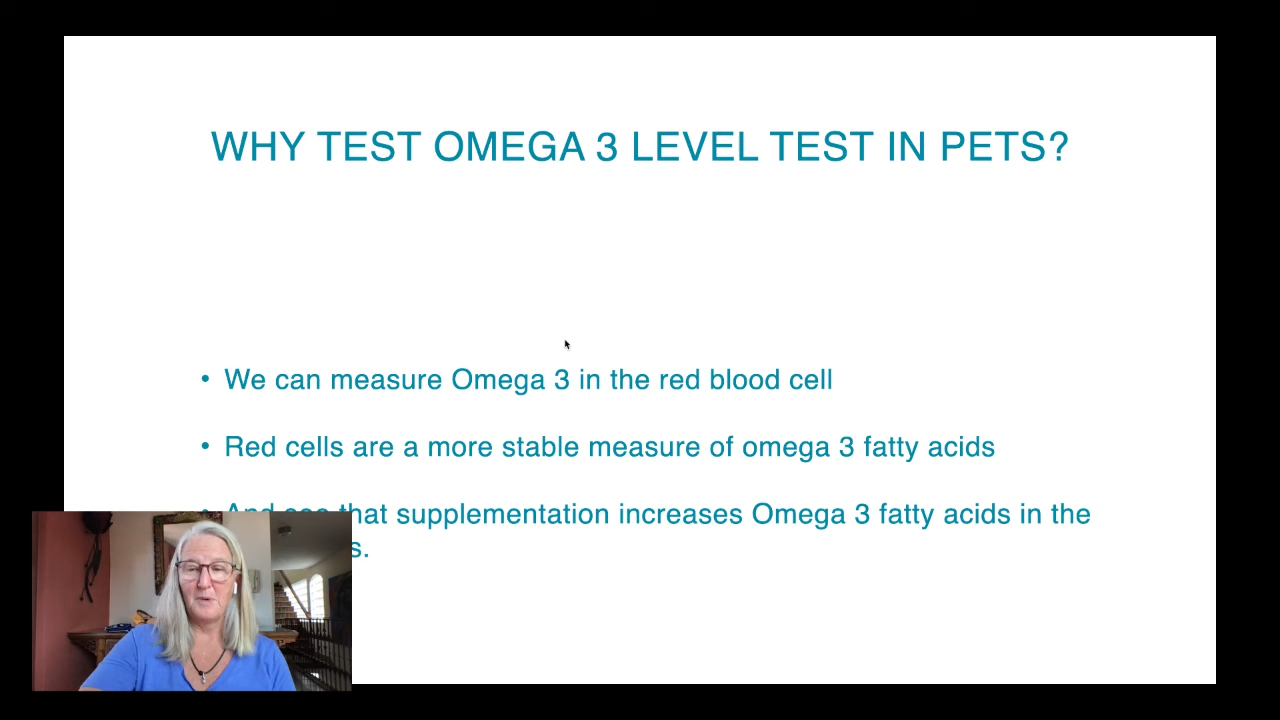 WHY TEST OMEGA 3 LEVEL TEST IN PETS?
• We can measure Omega 3 in the red blood cell
• Red cells are a more stable measure of omega 3 fatty acids
that supplementation increases Omega 3 fatty acids in the